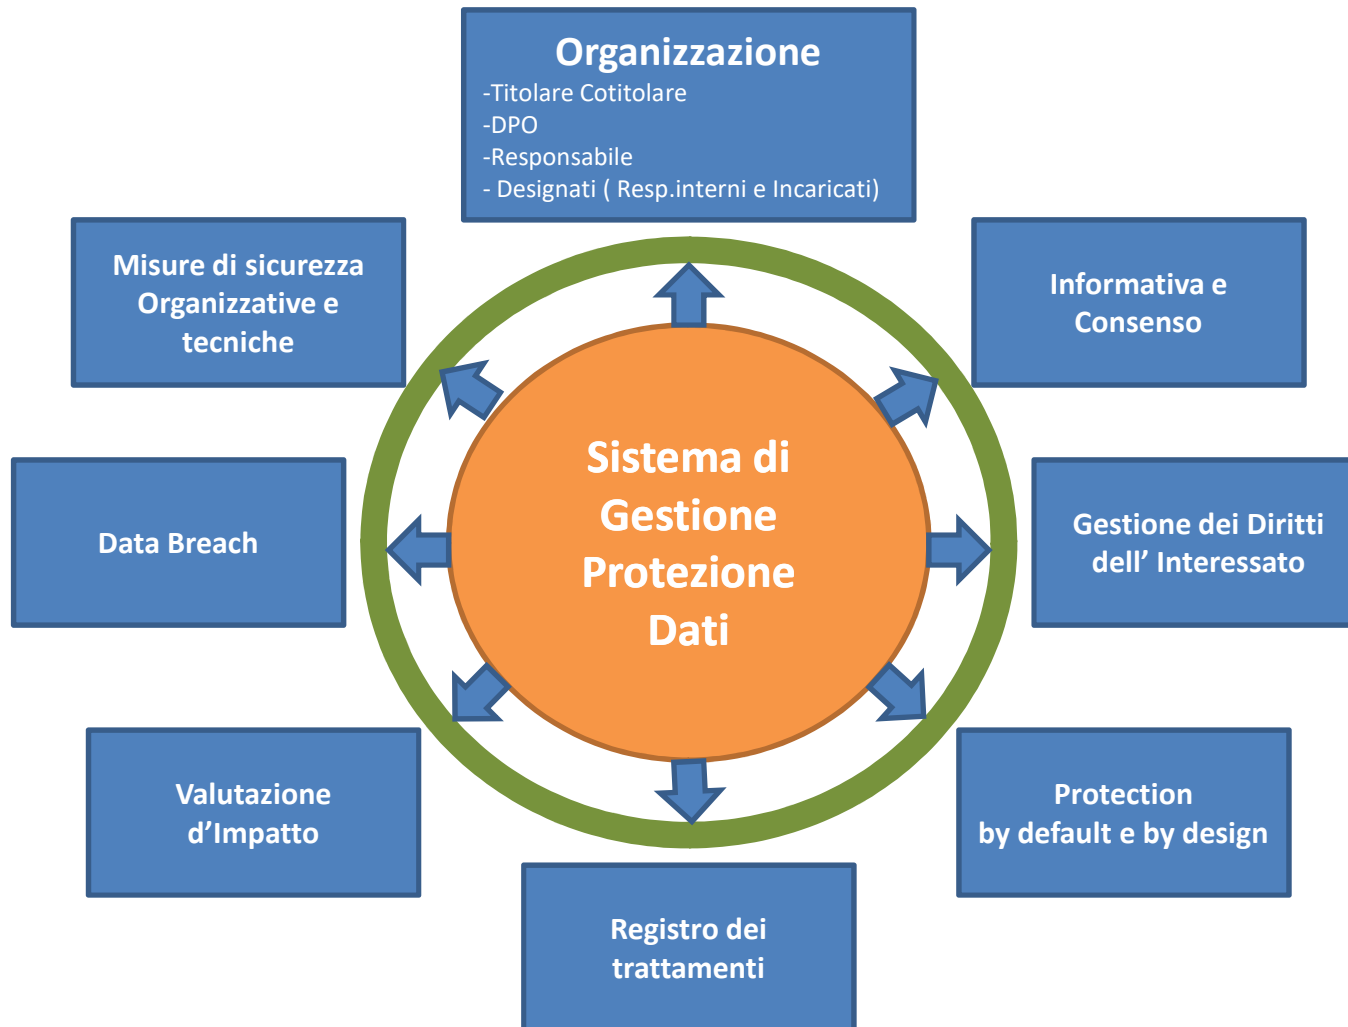 Organizzazione
-Titolare Cotitolare
-DPO
-Responsabile
- Designati ( Resp.interni e Incaricati)
Misure di sicurezza
Organizzative e
tecniche
Informativa e
Consenso
Sistema di
Gestione
Protezione
Dati
Data Breach
Gestione dei Diritti
dell’ Interessato
Valutazione
d’Impatto
Protection
by default e by design
Registro dei
trattamenti